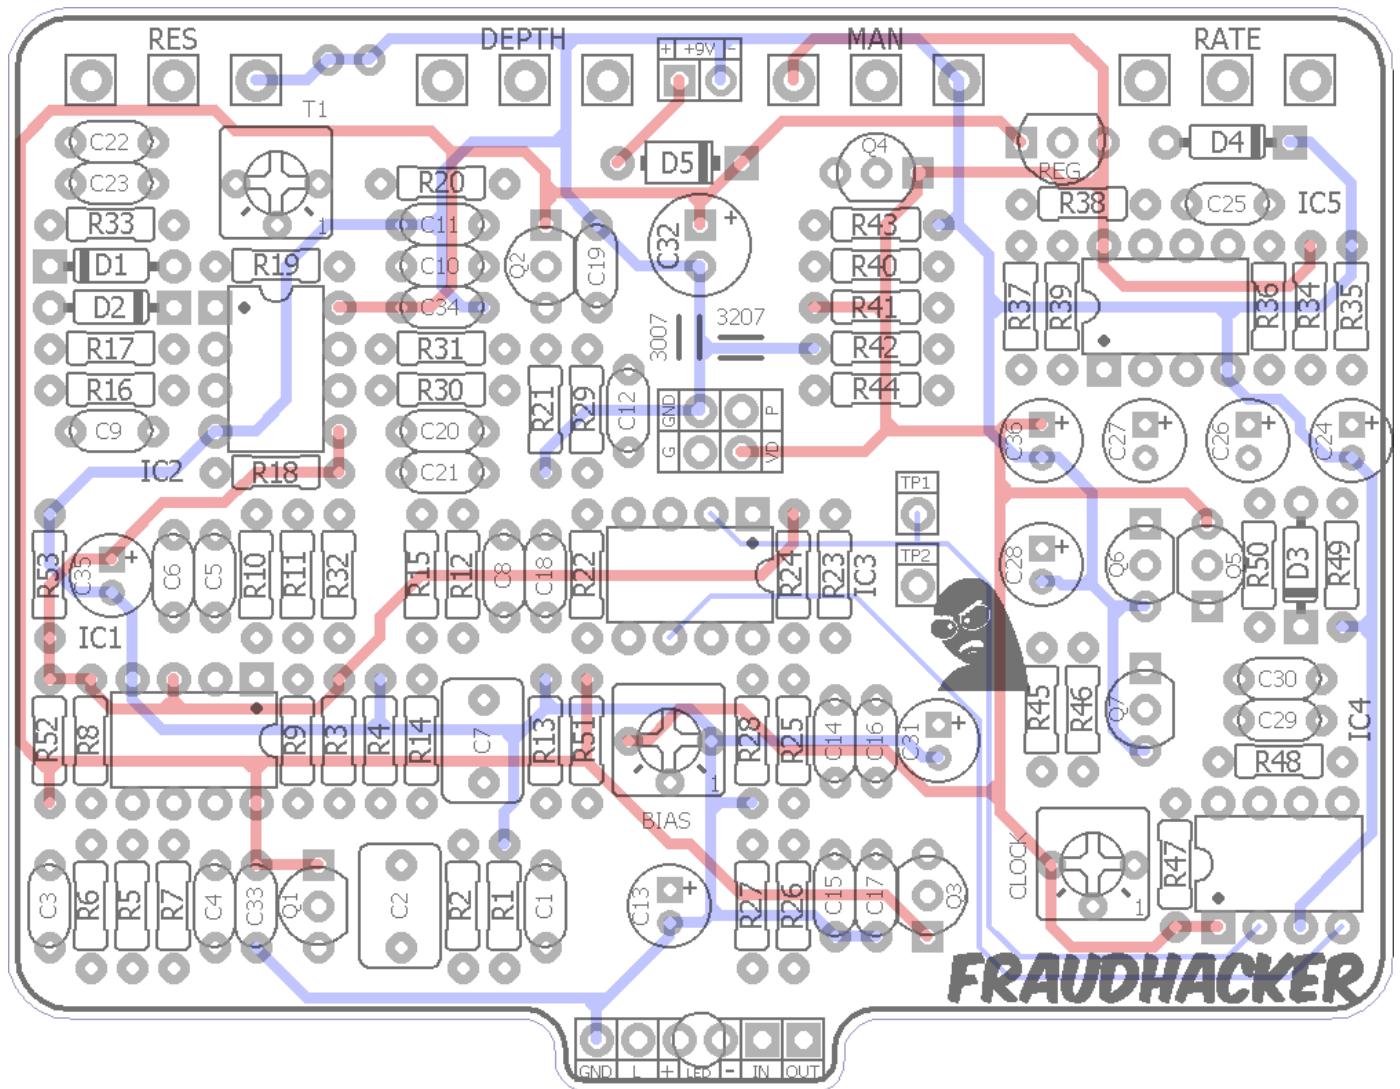 RES DEPTH + +9V - MAN RATE
T1
C22 Q4 D4
D5
C23 R20 REG
R33 C11 + R43 R38 C25 IC5
1 C32
D1 R19 C10 Q2 C19 R40
D2 C34 R41 R37 R39 R36 R34 R35
3007 3207
R17 R31 R42
R16 R30 R21 R29 C12 GND P R44
C9 C20 G VD C36 + C27 + C26 + C24 +
IC2 R18 C21
TP1
R53 C35 + C6 C5 R10 R11 R32 R15 R12 C8 C18 R22 R24 R23 IC3 TP2 C28 + Q6 Q5 R50 D3 R49
IC1
C30
R52 R8 R9 R3 R4 R14 C7 R13 R51 R28 R25 C14 C16 C31 + R45 R46 Q7 C29 IC4
1 R48
BIAS
C3 R6 R5 R7 C4 C33 Q1 C2 R2 R1 C1 C13 + R27 R26 C15 C17 Q3 CLOCK 1 R47
FRAUDHACKER
GND L + LED - IN OUT